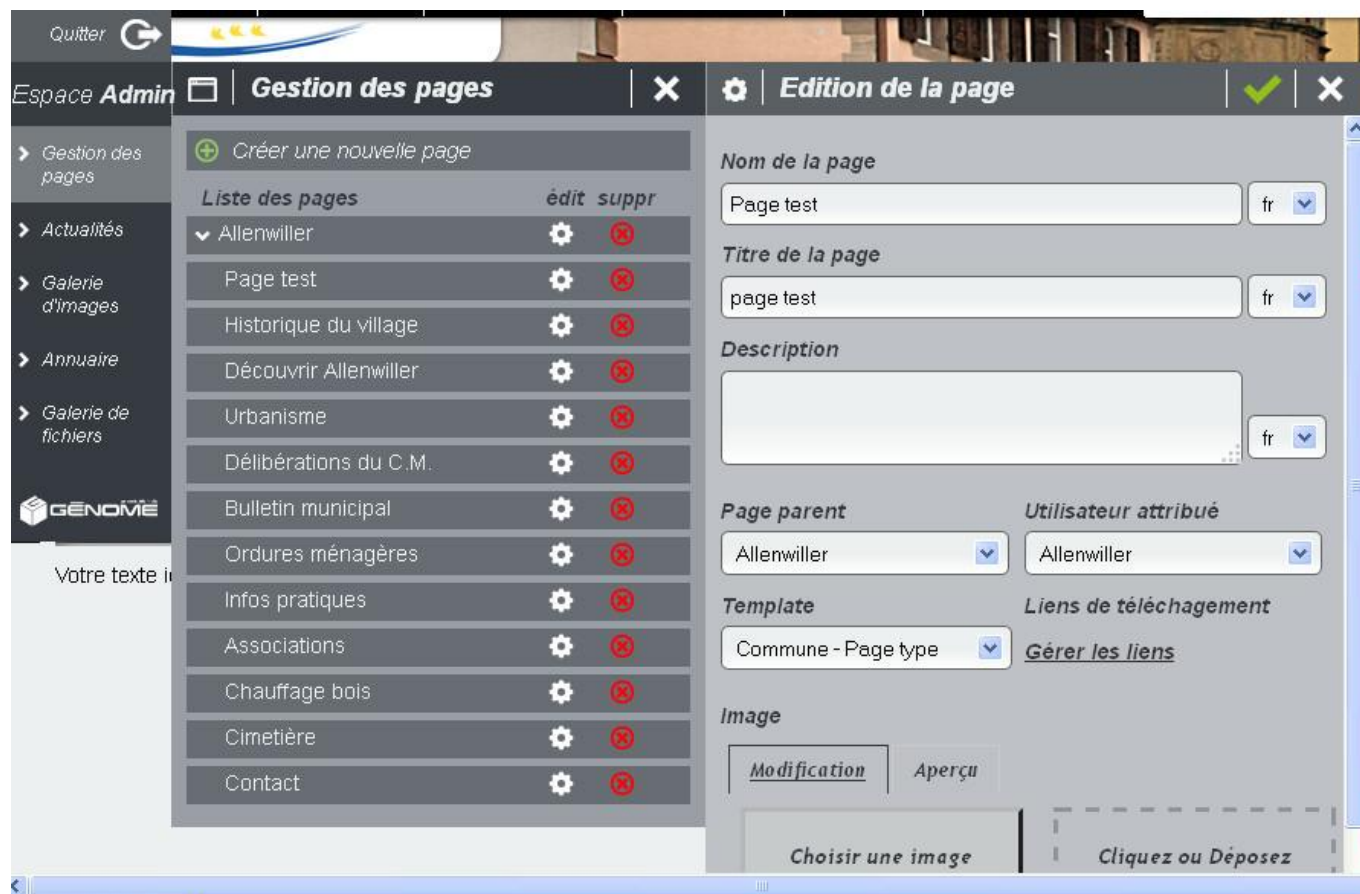 Quitter
Espace Admin
Gestion des
pages
Actualités
Galerie
d'images
Annuaire
Galerie de
fichiers
GENOME
Votre texte
Gestion des pages
Créer une nouvelle page
Liste des pages édit suppr
Allenwiller
Page test
Historique du village
Découvrir Allenwiller
Urbanisme
Délibérations du C.M.
Bulletin municipal
Ordures ménagères
Infos pratiques
Associations
Chauffage bois
Cimetière
Contact
Edition de la page
Nom de la page
Page test fr
Titre de la page
page test fr
Description
fr
Page parent Utilisateur attribué
Allenwiller Allenwiller
Template Liens de téléchagement
Commune - Page type Gérer les liens
Image
Modification Aperçu
Choisir une image Cliquez ou Déposez